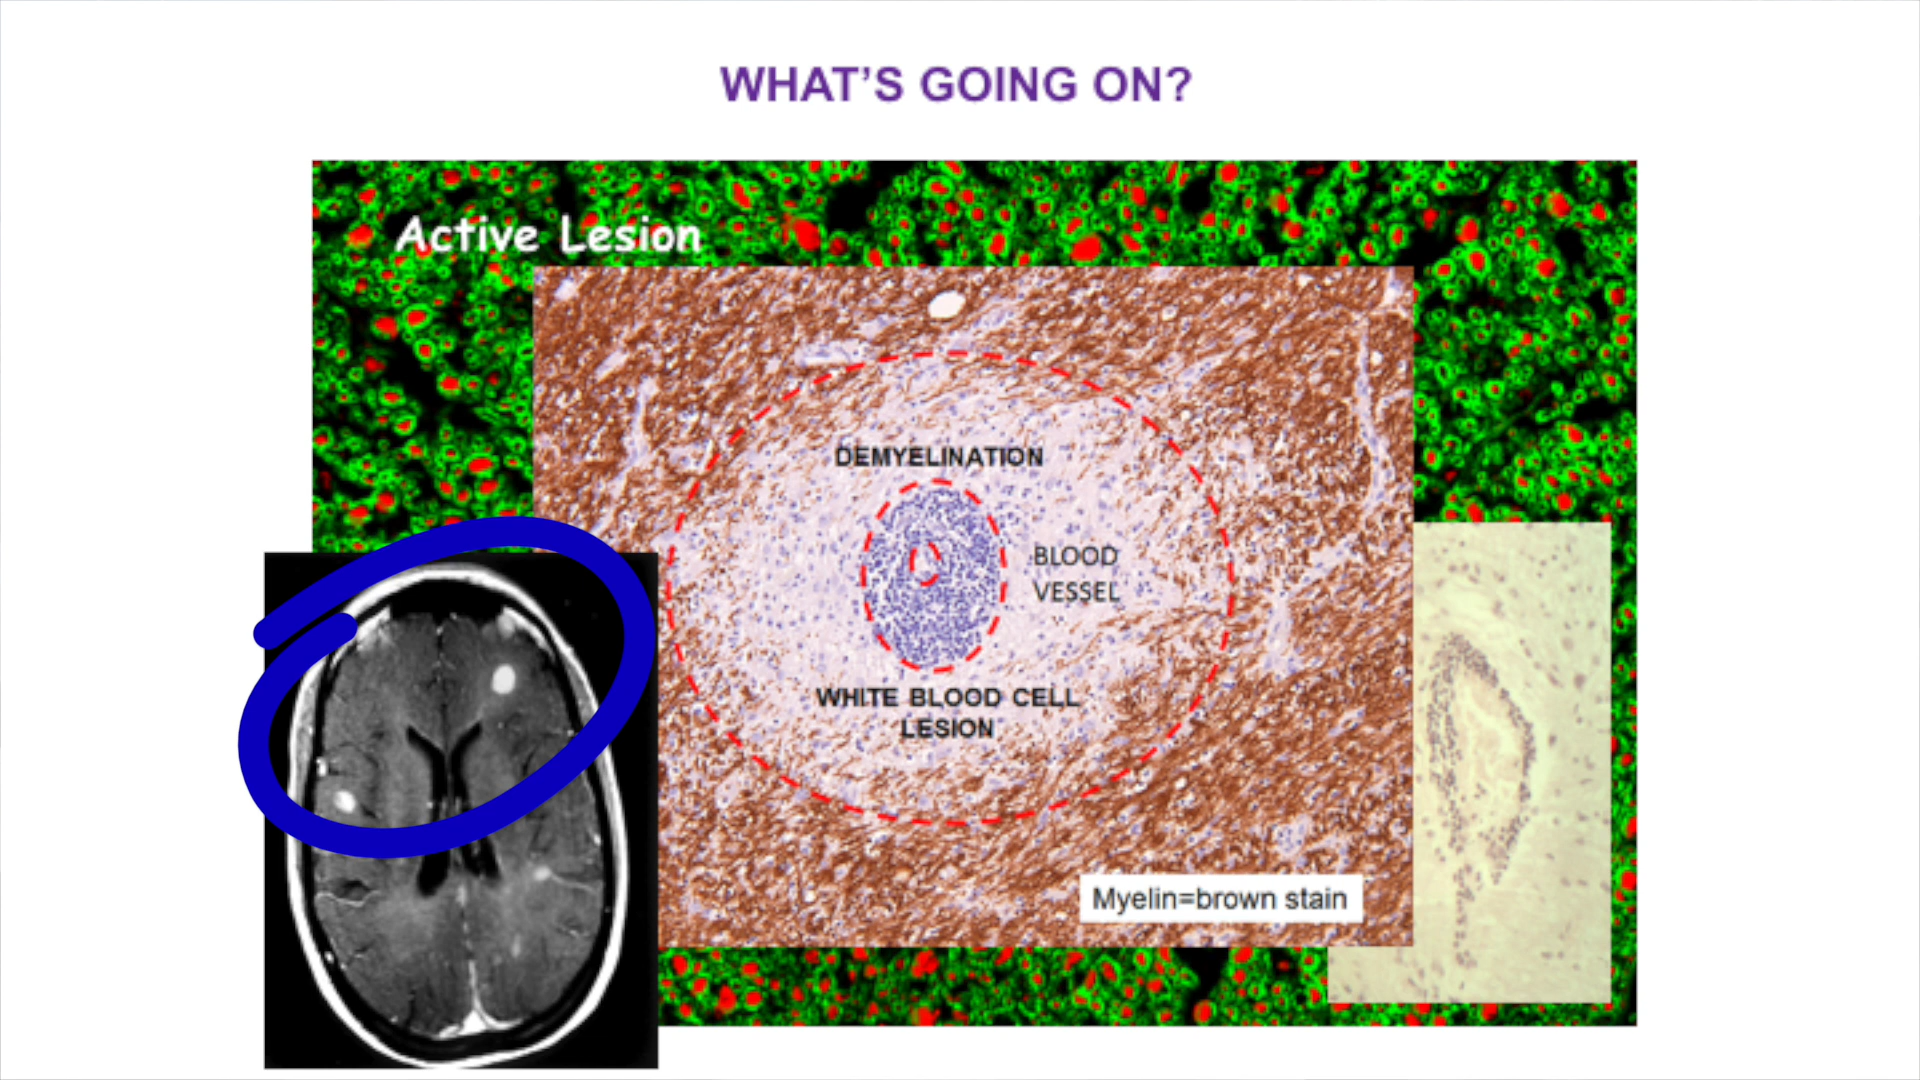 WHAT’S GOING ON?
Active Lesion
DEMYELINATION
BLOOD
VESSEL
WHITE BLOOD CELL
LESION
Myelin=brown stain